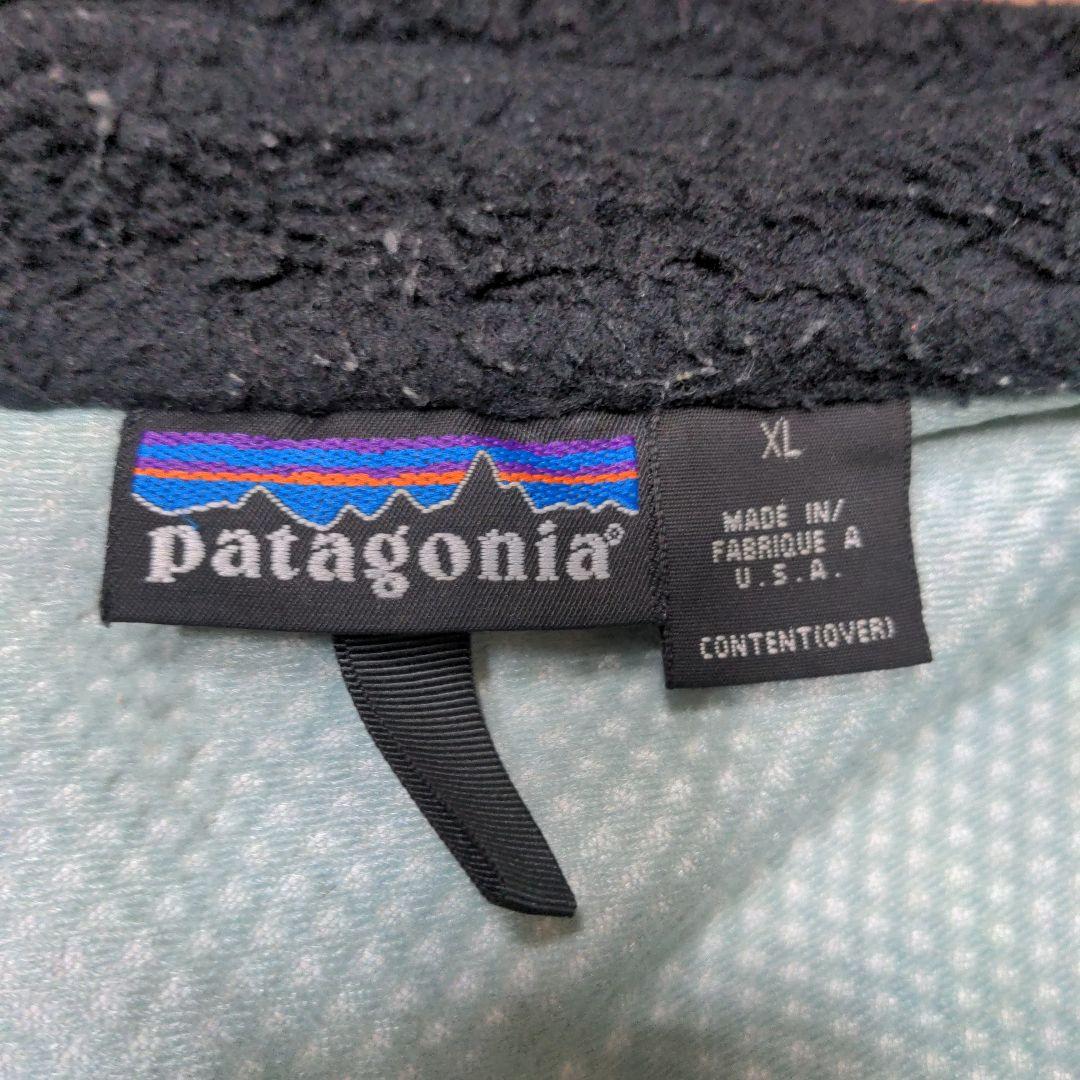 patagonia®
XL
MADE IN/
FABRIQUE A
U.S.A.
CONTENT(OVER)